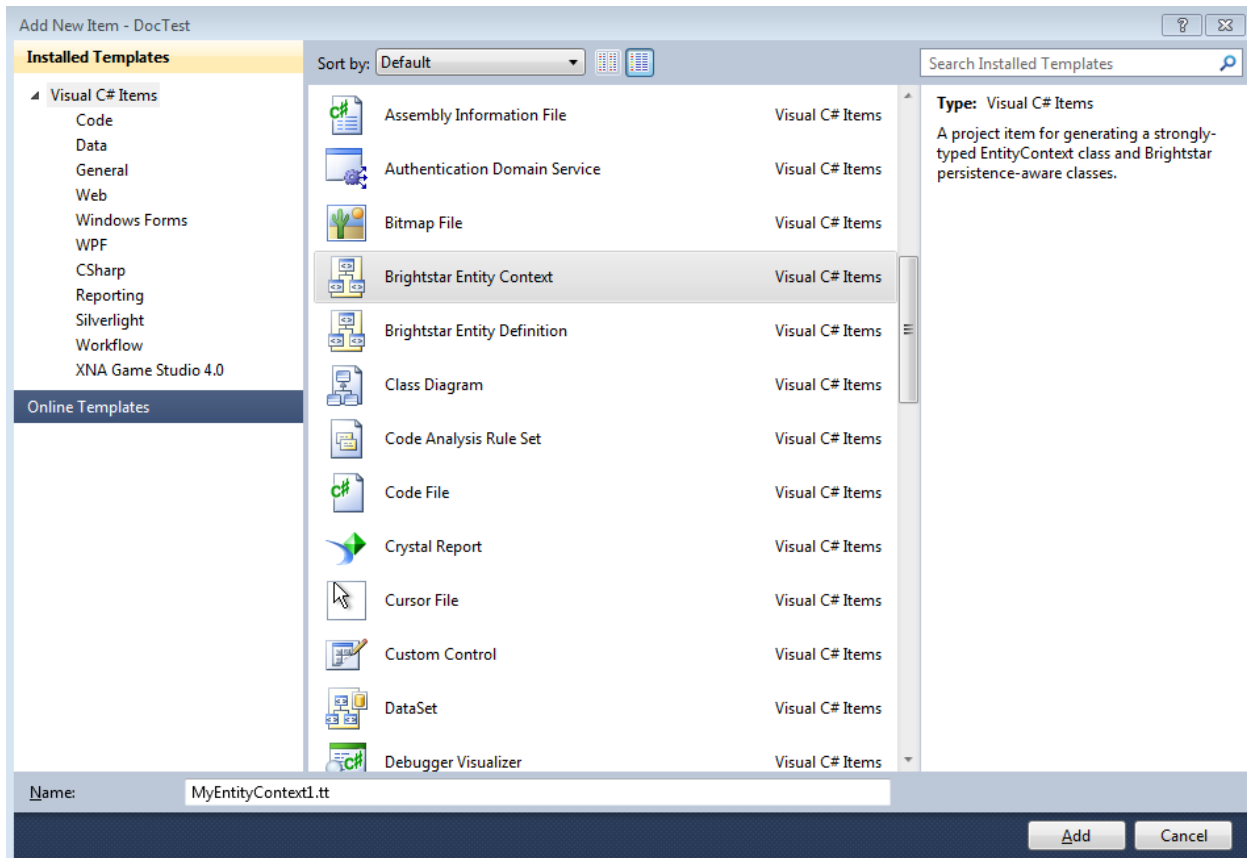 Add New Item - DocTest
Installed Templates
Visual C# Items
Code
Data
General
Web
Windows Forms
WPF
CSharp
Reporting
Silverlight
Workflow
XNA Game Studio 4.0
Online Templates
Sort by: Default
Assembly Information File Visual C# Items
Authentication Domain Service Visual C# Items
Bitmap File Visual C# Items
Brightstar Entity Context Visual C# Items
Brightstar Entity Definition Visual C# Items
Class Diagram Visual C# Items
Code Analysis Rule Set Visual C# Items
Code File Visual C# Items
Crystal Report Visual C# Items
Cursor File Visual C# Items
Custom Control Visual C# Items
DataSet Visual C# Items
Debugger Visualizer Visual C# Items
Search Installed Templates
Type: Visual C# Items
A project item for generating a strongly-
typed EntityContext class and Brightstar
persistence-aware classes.
Name: MyEntityContext1.tt
Add Cancel